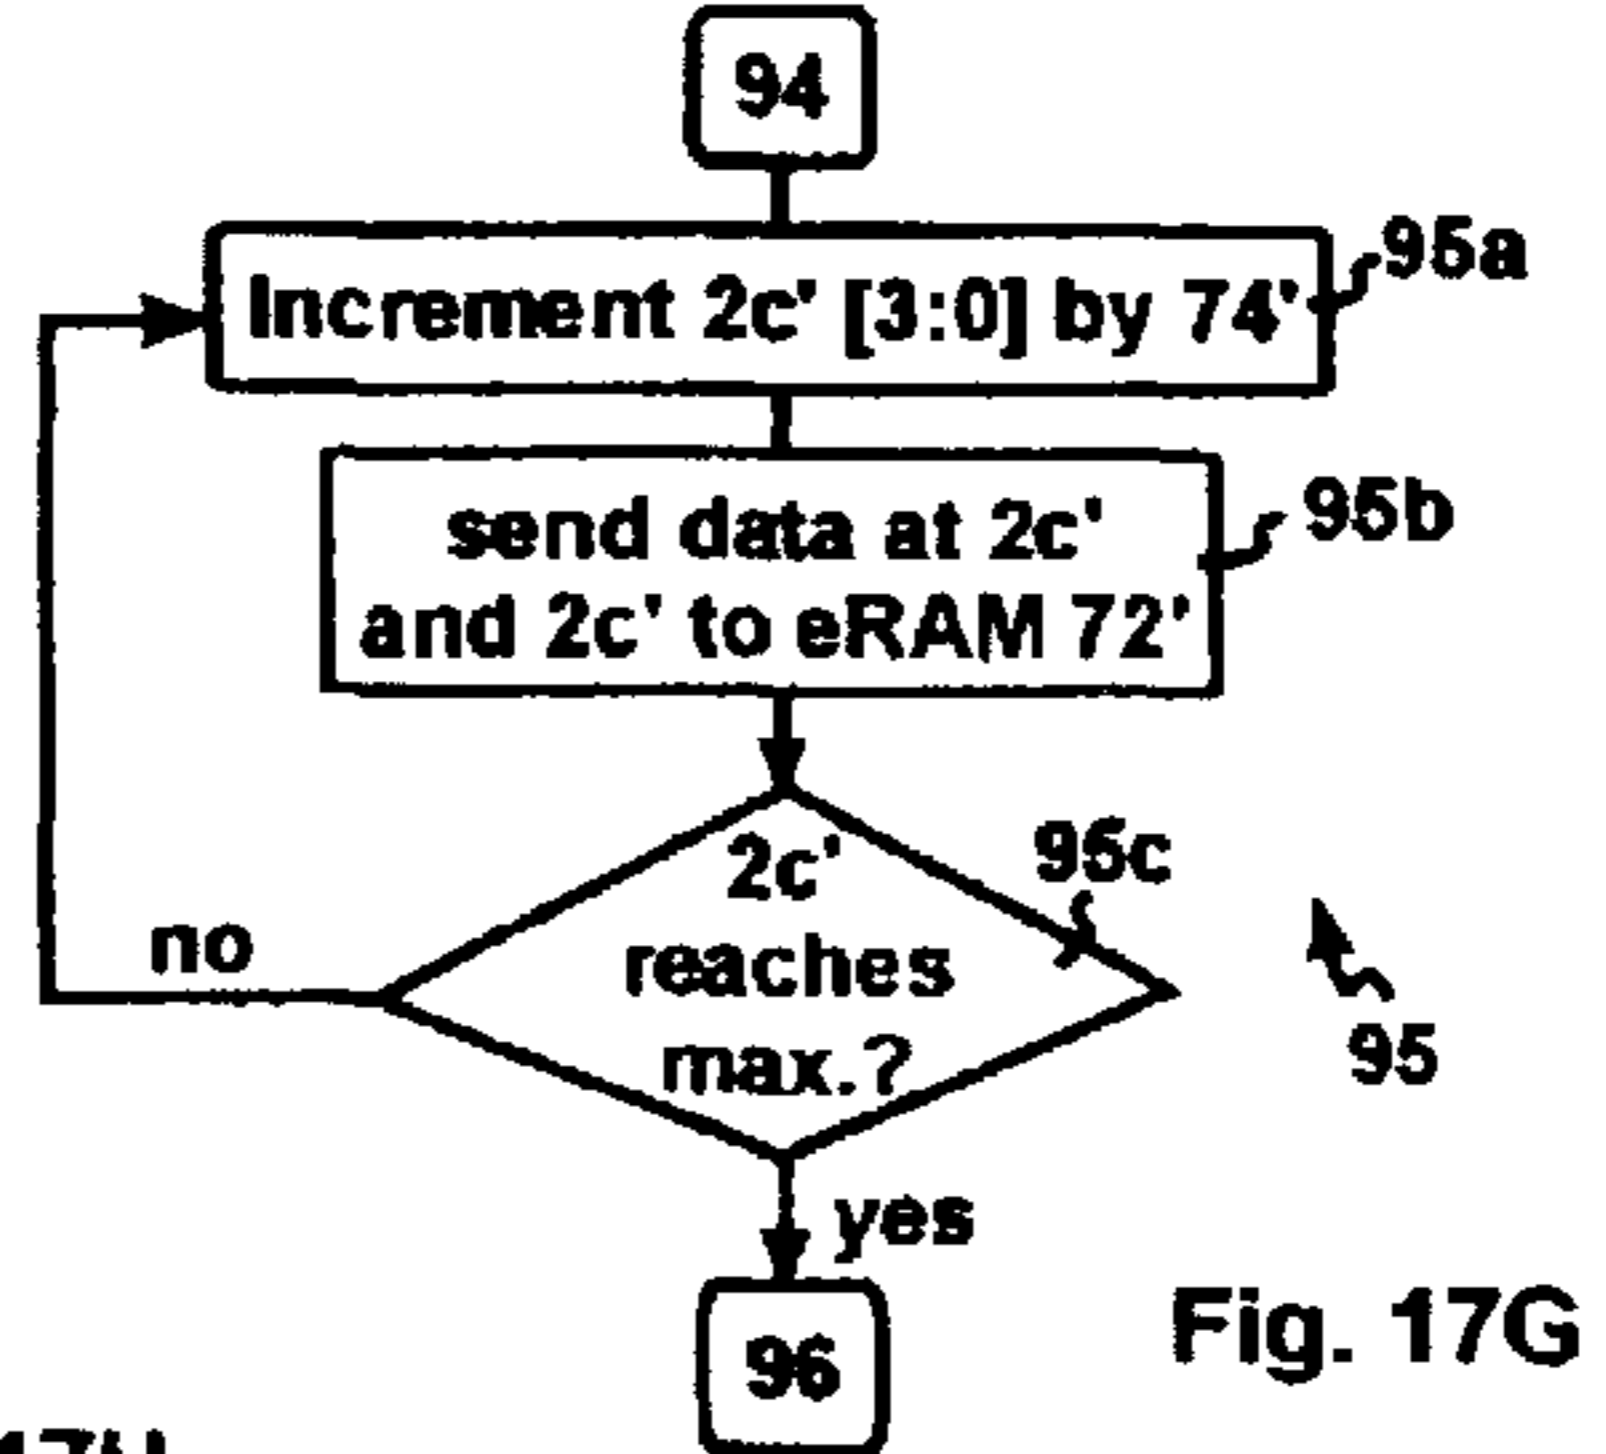 94
Increment 2c' [3:0] by 74'
95a
send data at 2c'
and 2c' to eRAM 72'
95b
2c'
reaches
max.?
95c
no
95
yes
96
Fig. 17G